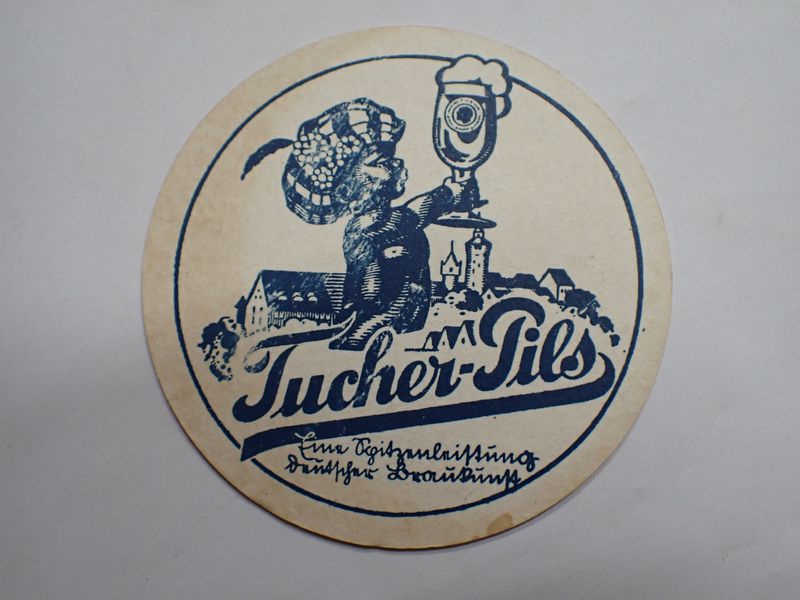 Tucher-Pils
Eine Spitzenleistung
deutscher Braukunst